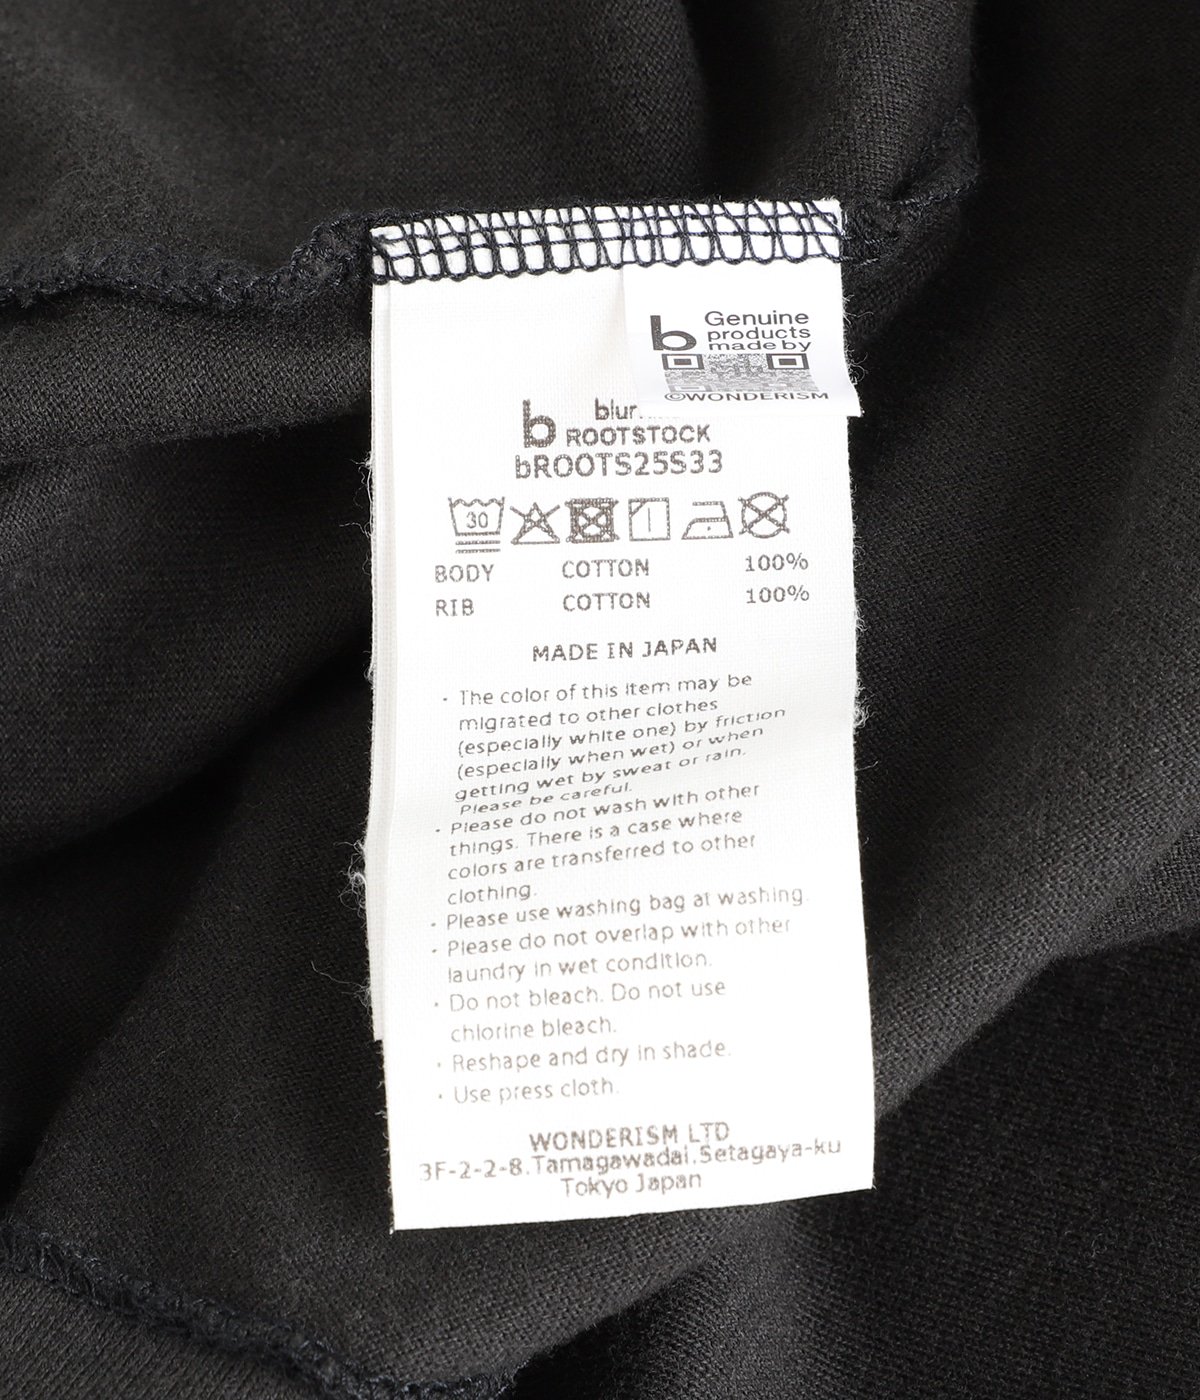 b
Genuine
products
made by
©WONDERISM
b
ROOTSTOCK
bROOTS25S33
30
BODY COTTON 100%
RIB COTTON 100%
MADE IN JAPAN
· The color of this item may be
migrated to other clothes
(especially white one) by friction
(especially when wet) or when
getting wet by sweat or rain.
Please be careful.
· Please do not wash with other
things. There is a case where
colors are transferred to other
clothing.
· Please use washing bag at washing.
· Please do not overlap with other
laundry in wet condition.
· Do not bleach. Do not use
chlorine bleach.
· Reshape and dry in shade.
· Use press cloth.
WONDERISM LTD
3F-2-2-8.Tamagawadai.Setagaya-ku
Tokyo Japan